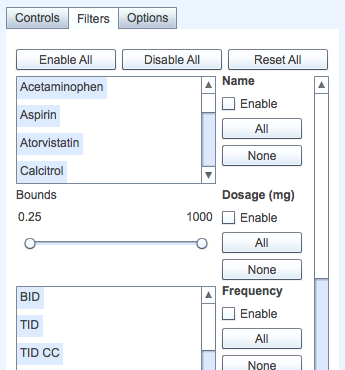 Controls Filters Options
Enable All Disable All Reset All
Acetaminophen
Aspirin
Atorvistatin
Calcitrol
Name
Enable
All
None
Bounds
0.25 1000
Dosage (mg)
Enable
All
None
BID
TID
TID CC
Frequency
Enable
All
None